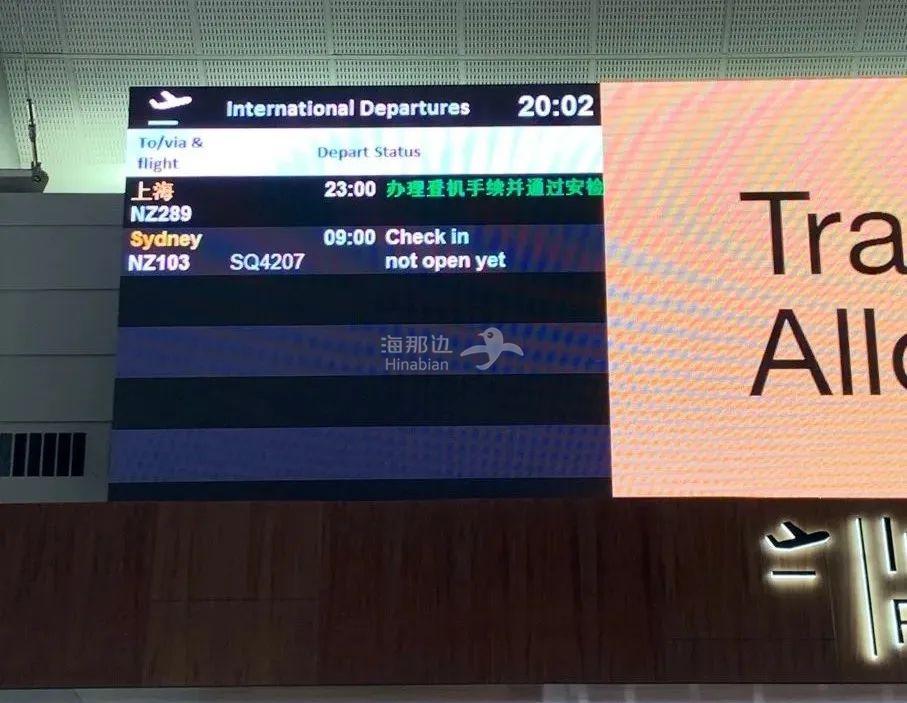 International Departures 20:02
To/via &
flight
Depart Status
上海 23:00 办理登机手续并通过安检
NZ289
Sydney 09:00 Check in
NZ103 SQ4207 not open yet
海那边
Hinabian
Tra
Allo